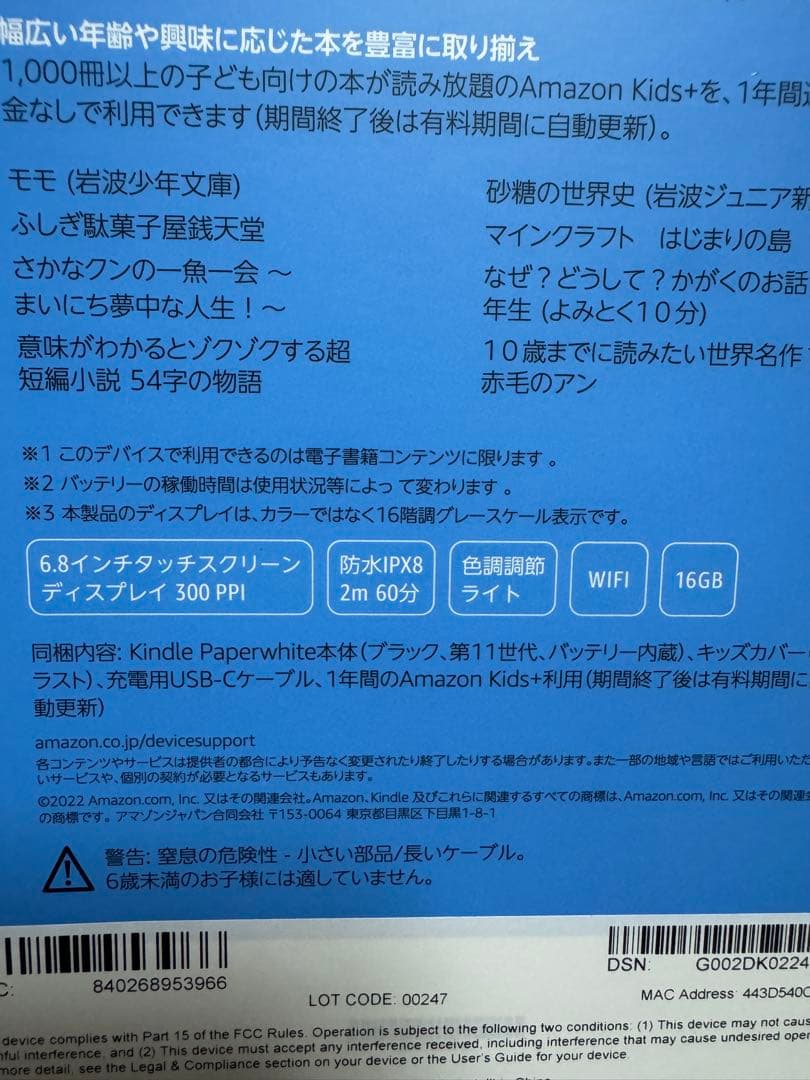 幅広い年齢や興味に応じた本を豊富に取り揃え
1,000冊以上の子ども向けの本が読み放題のAmazon Kids+を、1年間
金なしで利用できます(期間終了後は有料期間に自動更新)。
モモ (岩波少年文庫)
ふしぎ駄菓子屋銭天堂
さかなクンの一魚一会 ～
まいにち夢中な人生！～
意味がわかるとゾクゾクする超
短編小説 54字の物語
砂糖の世界史 (岩波ジュニア新
マインクラフト　はじまりの島
なぜ？どうして？かがくのお話
年生 (よみとく１０分)
１０歳までに読みたい世界名作
赤毛のアン
※1 このデバイスで利用できるのは電子書籍コンテンツに限ります 。
※2 バッテリーの稼働時間は使用状況等によっ て変わります 。
※3 本製品のディスプレイは、カラーではなく16階調グレースケール表示です。
6.8インチタッチスクリーン
ディスプレイ 300 PPI
防水IPX8
2m 60分
色調調節
ライト
WIFI
16GB
同梱内容: Kindle Paperwhite本体(ブラック、第11世代、バッテリー内蔵)、キッズカバー(
ラスト)、充電用USB-Cケーブル、1年間のAmazon Kids+利用(期間終了後は有料期間に
動更新)
amazon.co.jp/devicesupport
各コンテンツやサービスは提供者の都合により予告なく変更されたり終了したりする場合があります。また一部の地域や言語ではご利用いただ
いサービスや、個別の契約が必要となるサービスもあります。
©2022 Amazon.com, Inc. 又はその関連会社。Amazon、Kindle 及びこれらに関連するすべての商標は、Amazon.com, Inc. 又はその関連会
の商標です。 アマゾンジャパン合同会社 〒153-0064 東京都目黒区下目黒1-8-1
警告: 窒息の危険性 - 小さい部品/長いケーブル。
6歳未満のお子様には適していません。
C: 840268953966
LOT CODE: 00247
DSN: G002DK0224
MAC Address: 443D540C
device complies with Part 15 of the FCC Rules. Operation is subject to the following two conditions: (1) This device may not caus
ful interference, and (2) This device must accept any interference received, including interference that may cause undesired oper
more detail, see the Legal & Compliance section on your device or the User's Guide for your device.